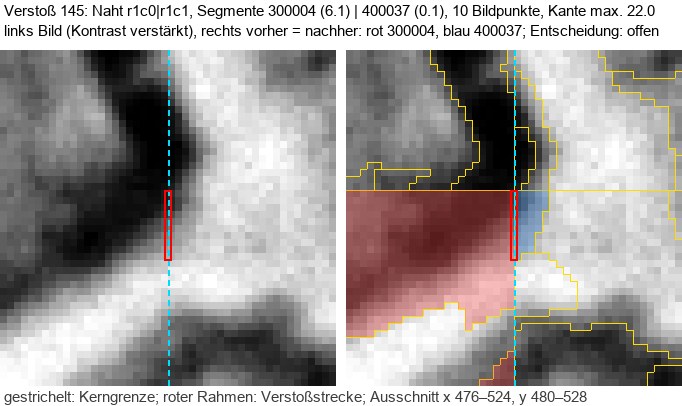 Verstoß 145: Naht r1c0|r1c1, Segmente 300004 (6.1) | 400037 (0.1), 10 Bildpunkte, Kante max. 22.0
links Bild (Kontrast verstärkt), rechts vorher = nachher: rot 300004, blau 400037; Entscheidung: offen
gestrichelt: Kerngrenze; roter Rahmen: Verstoßstrecke; Ausschnitt x 476–524, y 480–528